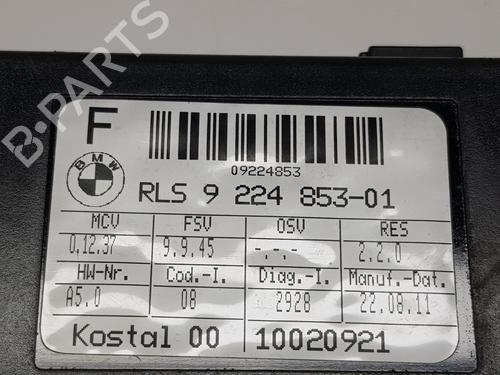 B-PARTS
F
09224853
BMW
RLS 9 224 853-01
MCV FSV OSV RES
0.12.37 9.9.45 -.-.- 2.2.0
HW-Nr. Cod.-I. Diag.-I. Manuf.-Dat.
A5.0 08 2928 22.08.11
Kostal 00 10020921